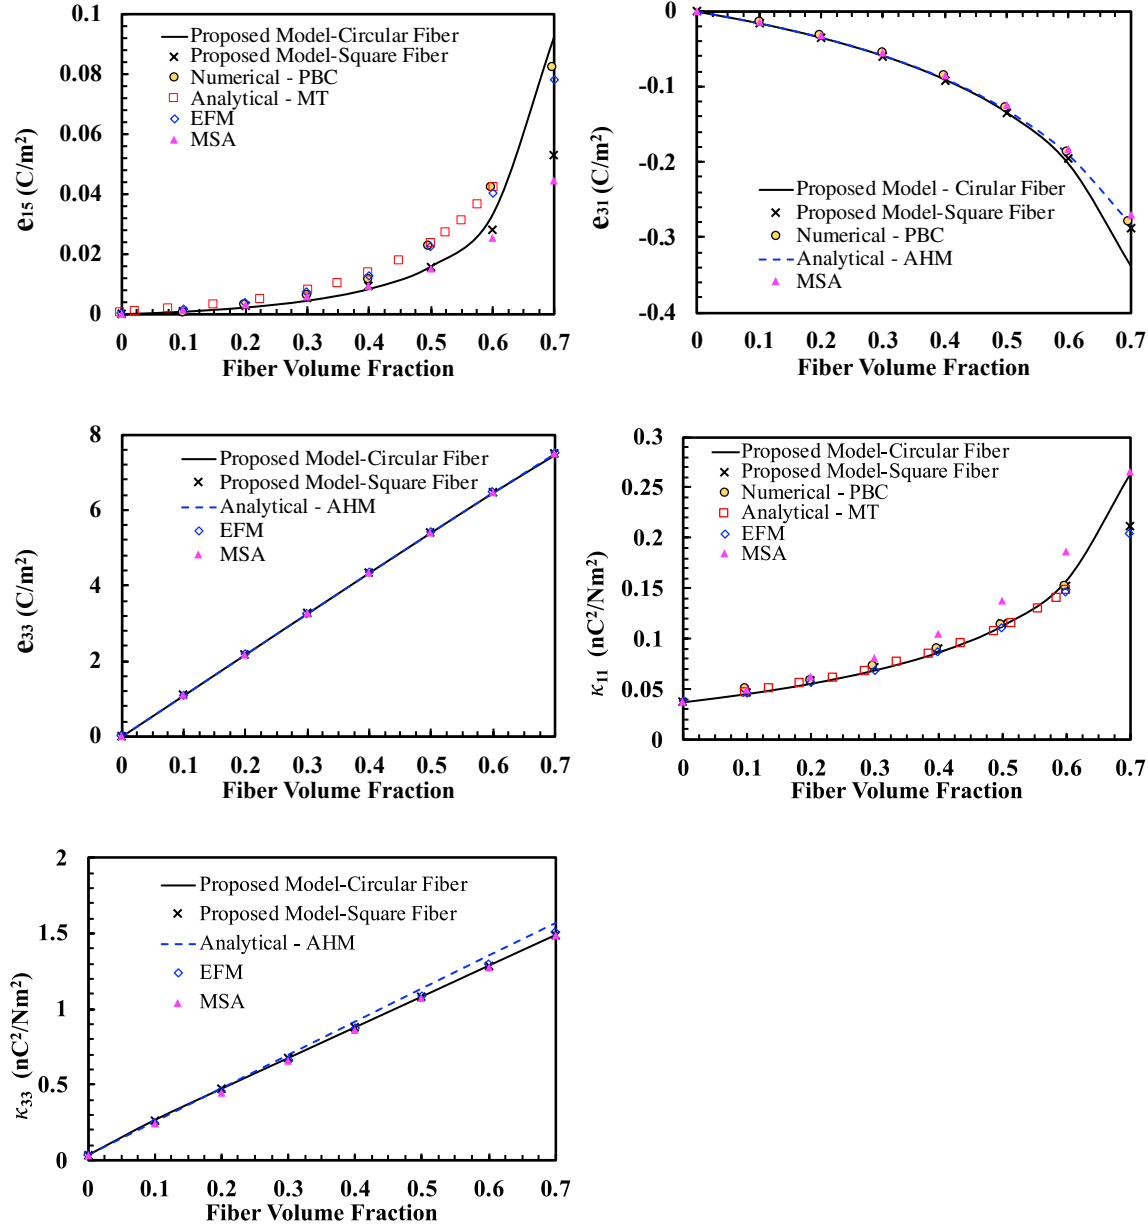 0.1
0.08
0.06
0.04
0.02
0
e15 (C/m2)
Proposed Model-Circular Fiber
Proposed Model-Square Fiber
Numerical - PBC
Analytical - MT
EFM
MSA
0 0.1 0.2 0.3 0.4 0.5 0.6 0.7
Fiber Volume Fraction
0
-0.1
-0.2
-0.3
-0.4
e31 (C/m2)
Proposed Model - Cirular Fiber
Proposed Model-Square Fiber
Numerical - PBC
Analytical - AHM
MSA
0 0.1 0.2 0.3 0.4 0.5 0.6 0.7
Fiber Volume Fraction
8
6
4
2
0
e33 (C/m2)
Proposed Model-Circular Fiber
Proposed Model-Square Fiber
Analytical - AHM
EFM
MSA
0 0.1 0.2 0.3 0.4 0.5 0.6 0.7
Fiber Volume Fraction
0.3
0.25
0.2
0.15
0.1
0.05
0
κ11 (nC2/Nm2)
Proposed Model-Circular Fiber
Proposed Model-Square Fiber
Numerical - PBC
Analytical - MT
EFM
MSA
0 0.1 0.2 0.3 0.4 0.5 0.6 0.7
Fiber Volume Fraction
2
1.5
1
0.5
0
κ33 (nC2/Nm2)
Proposed Model-Circular Fiber
Proposed Model-Square Fiber
Analytical - AHM
EFM
MSA
0 0.1 0.2 0.3 0.4 0.5 0.6 0.7
Fiber Volume Fraction